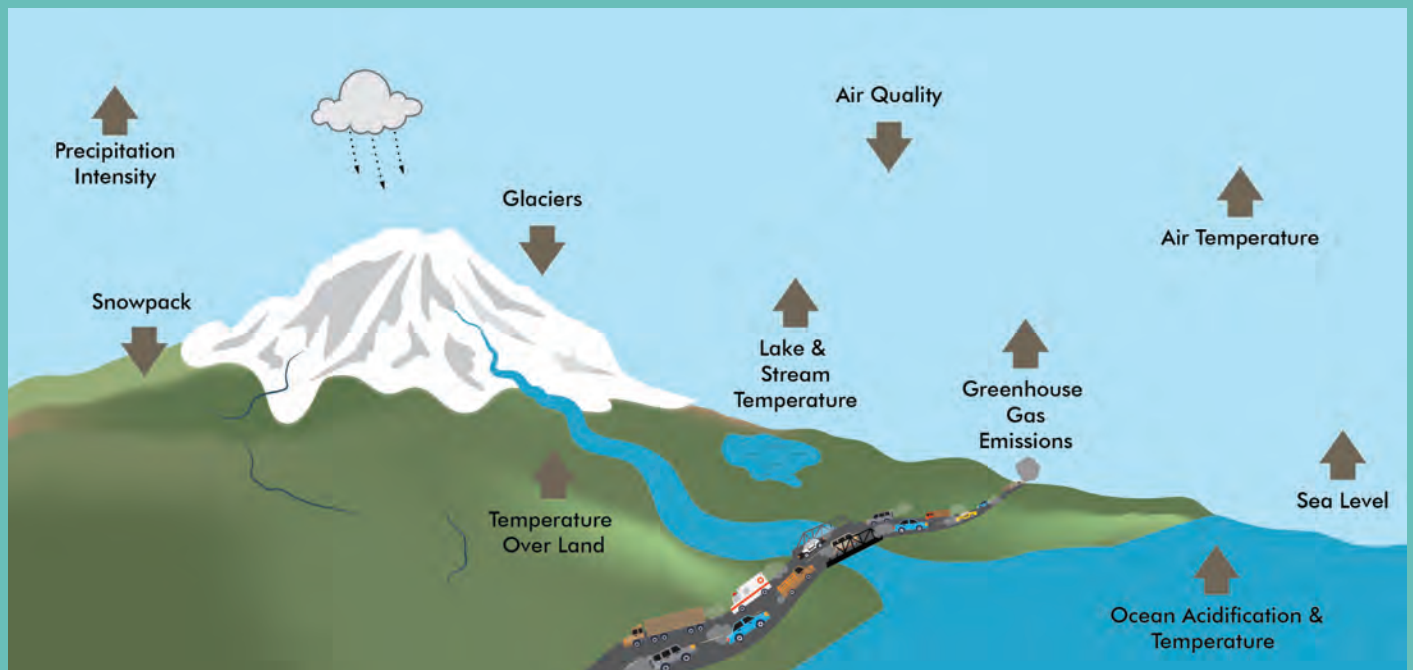 Air Quality
Precipitation
Intensity
Glaciers
Air Temperature
Snowpack
Lake &
Stream
Temperature
Greenhouse
Gas
Emissions
Sea Level
Temperature
Over Land
Ocean Acidification &
Temperature